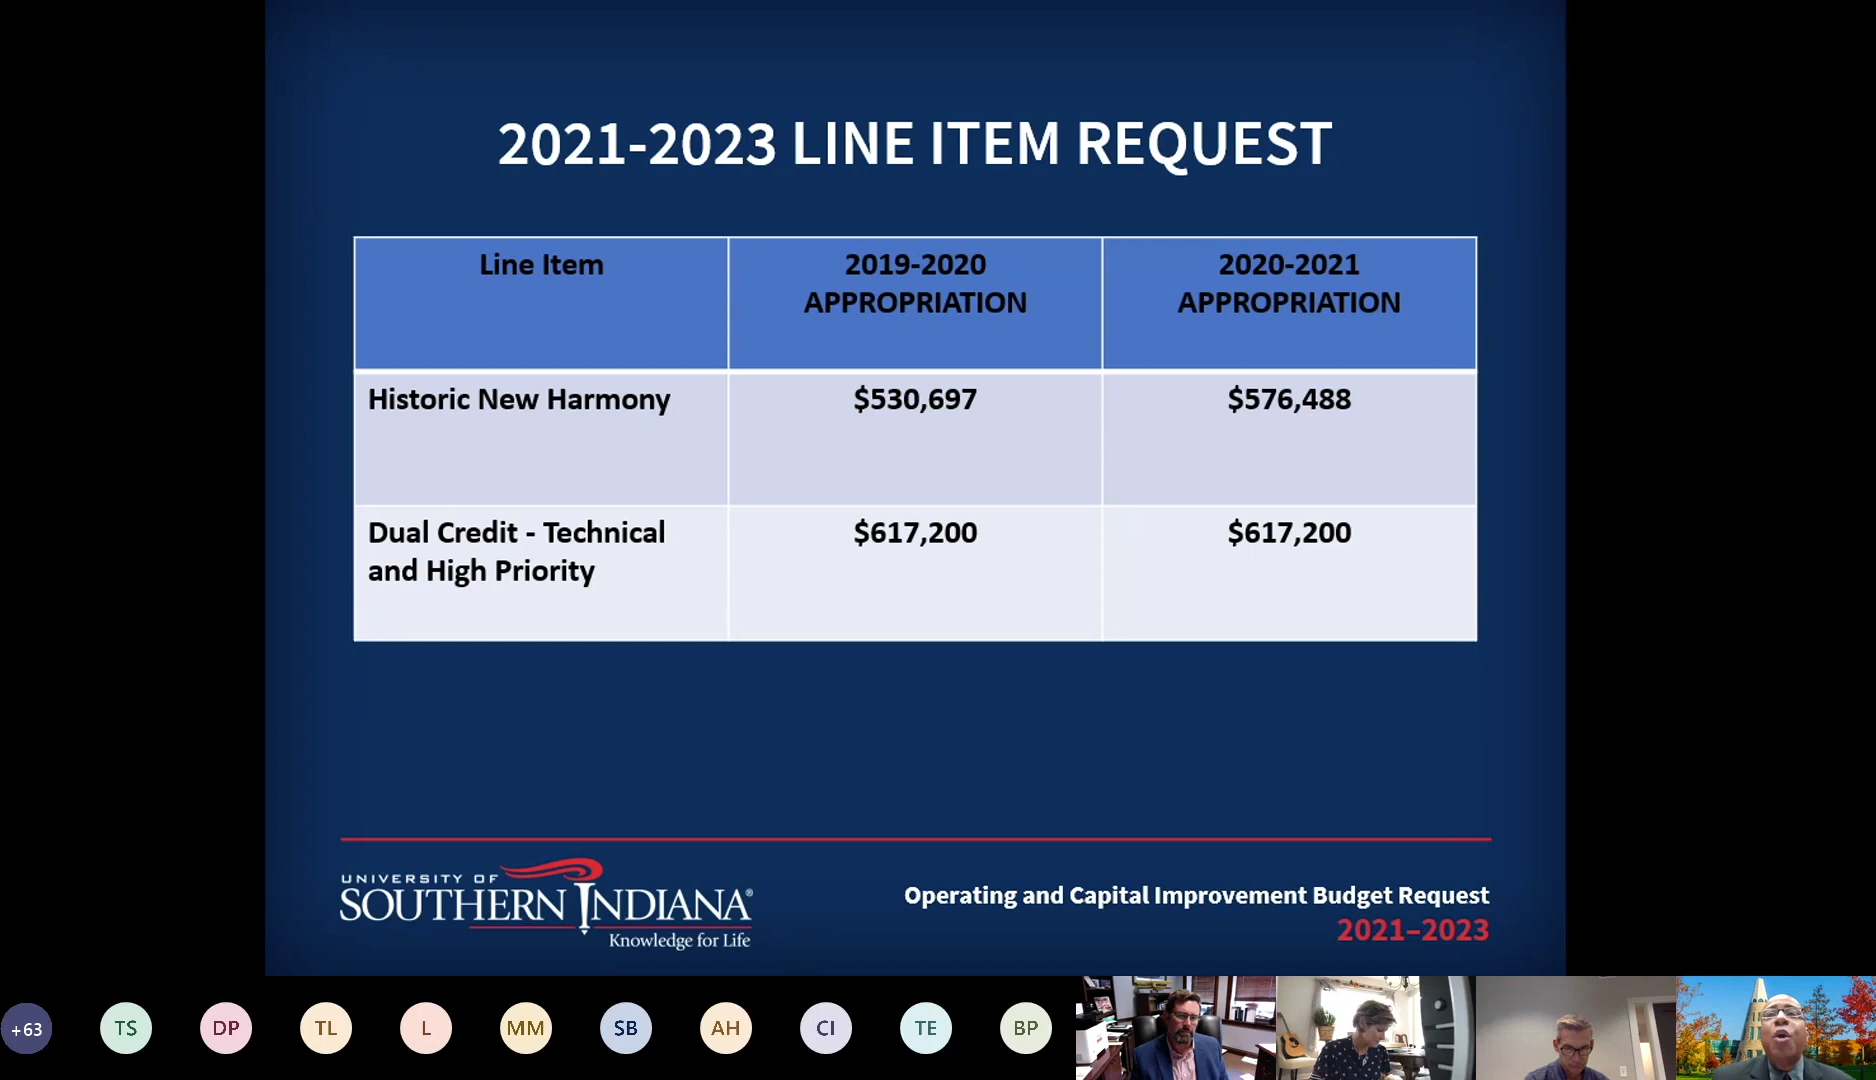 2021-2023 LINE ITEM REQUEST
Line Item
2019-2020
APPROPRIATION
2020-2021
APPROPRIATION
Historic New Harmony
$530,697
$576,488
Dual Credit - Technical
and High Priority
$617,200
$617,200
UNIVERSITY OF
SOUTHERN INDIANA®
Knowledge for Life
Operating and Capital Improvement Budget Request
2021–2023
+63
TS
DP
TL
L
MM
SB
AH
CI
TE
BP